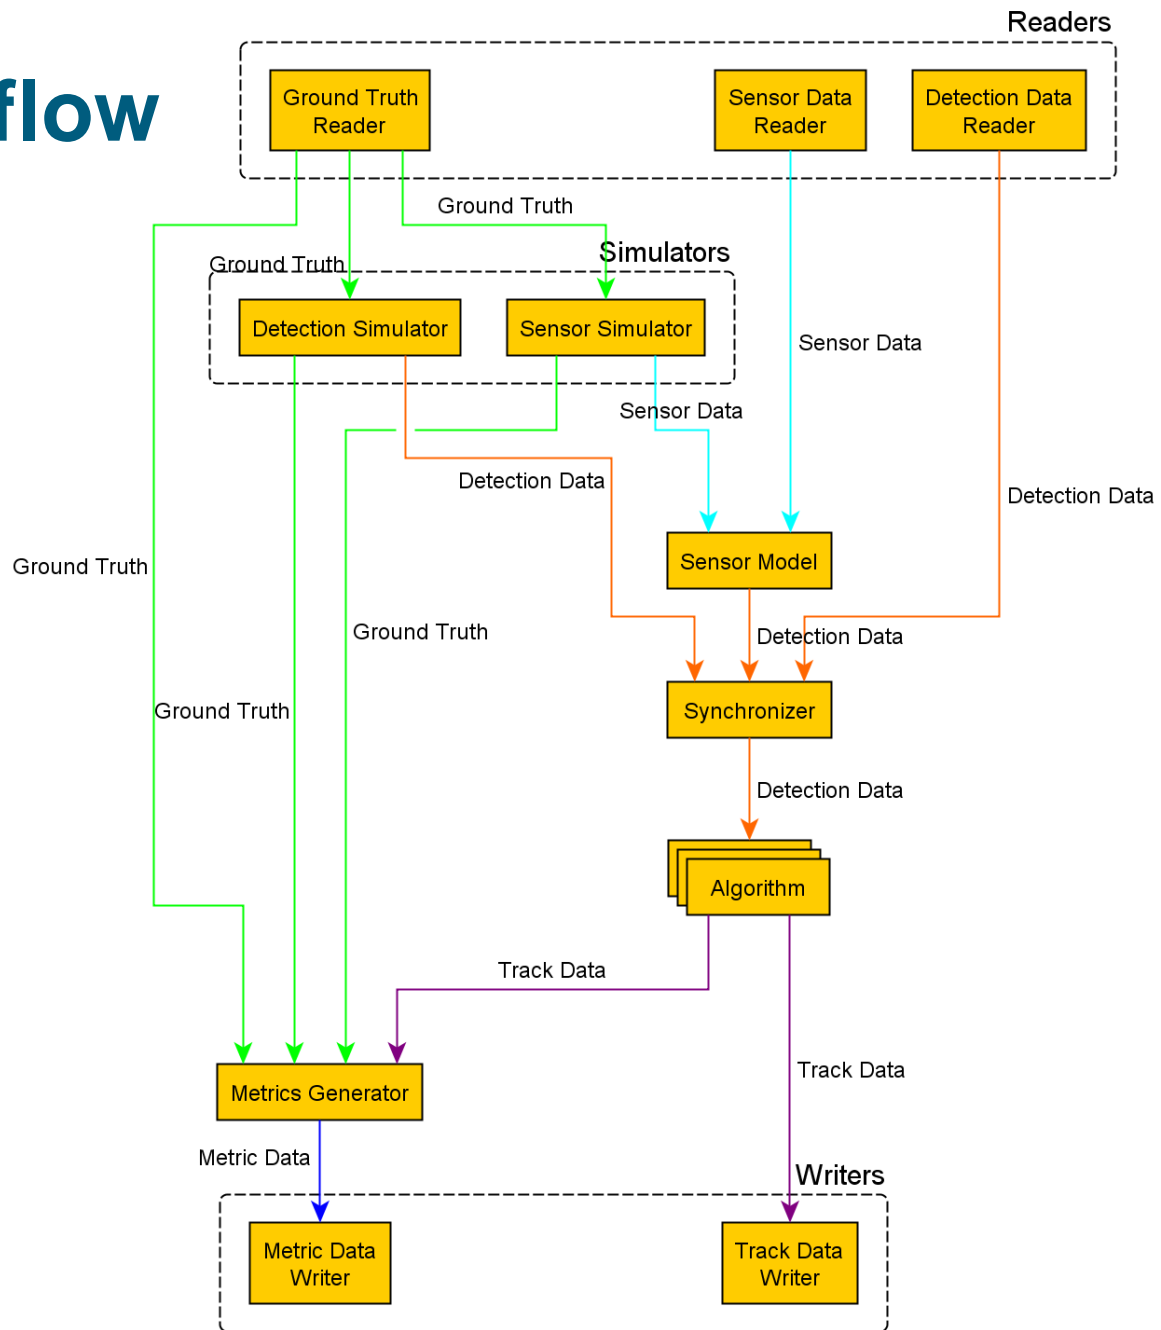 Readers
flow
Ground Truth
Reader
Sensor Data
Reader
Detection Data
Reader
Ground Truth
Simulators
Ground Truth
Detection Simulator
Sensor Simulator
Sensor Data
Sensor Data
Detection Data
Detection Data
Sensor Model
Ground Truth
Ground Truth
Detection Data
Ground Truth
Synchronizer
Detection Data
Algorithm
Track Data
Track Data
Metrics Generator
Metric Data
Writers
Metric Data
Writer
Track Data
Writer